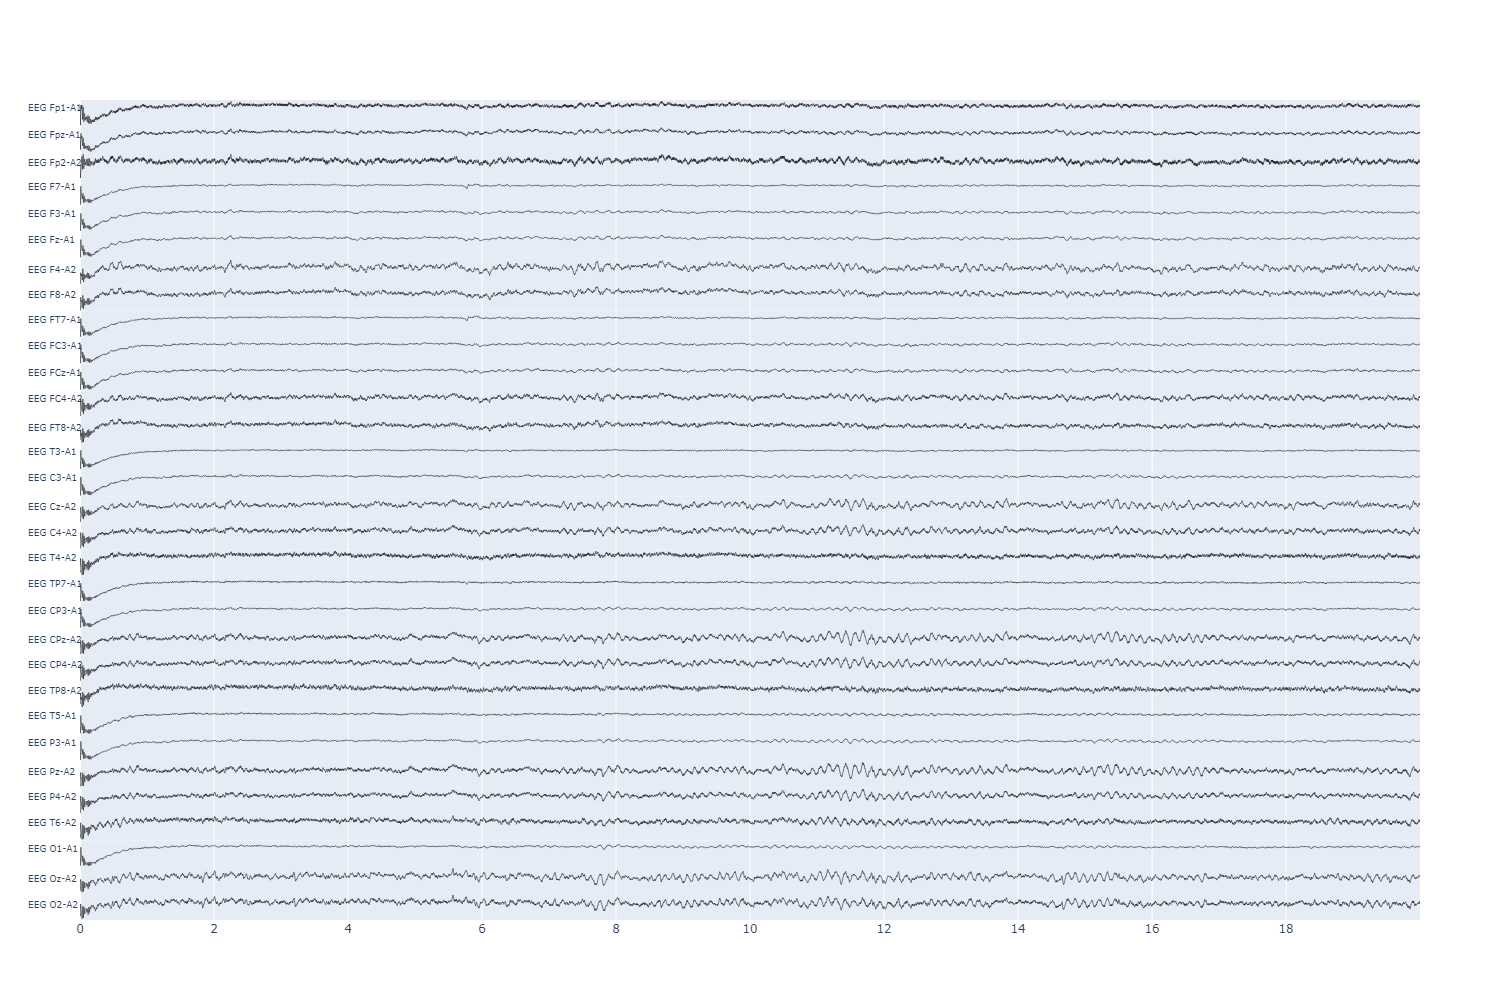 EEG Fp1-A1
EEG Fpz-A1
EEG Fp2-A2
EEG F7-A1
EEG F3-A1
EEG Fz-A1
EEG F4-A2
EEG F8-A2
EEG FT7-A1
EEG FC3-A1
EEG FCz-A1
EEG FC4-A2
EEG FT8-A2
EEG T3-A1
EEG C3-A1
EEG Cz-A2
EEG C4-A2
EEG T4-A2
EEG TP7-A1
EEG CP3-A1
EEG CPz-A2
EEG CP4-A2
EEG TP8-A2
EEG T5-A1
EEG P3-A1
EEG Pz-A2
EEG P4-A2
EEG T6-A2
EEG O1-A1
EEG Oz-A2
EEG O2-A2
0 2 4 6 8 10 12 14 16 18